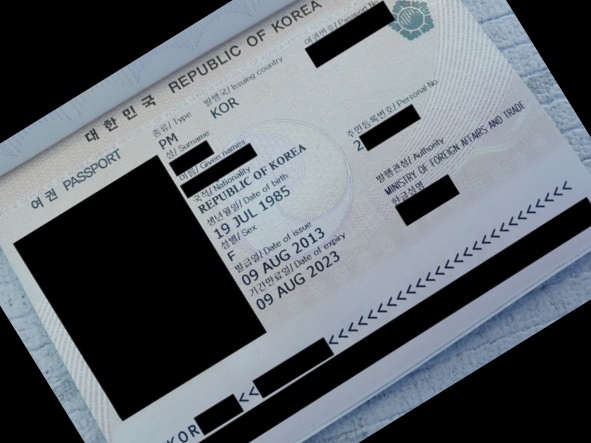 대한민국 REPUBLIC OF KOREA
여권 PASSPORT
종류/ Type
PM
발행국/ Issuing country
KOR
여권번호/ Passport No
성/ Surname
이름/ Given names
국적/ Nationality
REPUBLIC OF KOREA
생년월일/ Date of birth
19 JUL 1985
주민등록번호/ Personal No
2
성별/ Sex
F
발급일/ Date of issue
09 AUG 2013
발행관청/ Authority
MINISTRY OF FOREIGN AFFAIRS AND TRADE
기간만료일/ Date of expiry
09 AUG 2023
한글성명
KOR